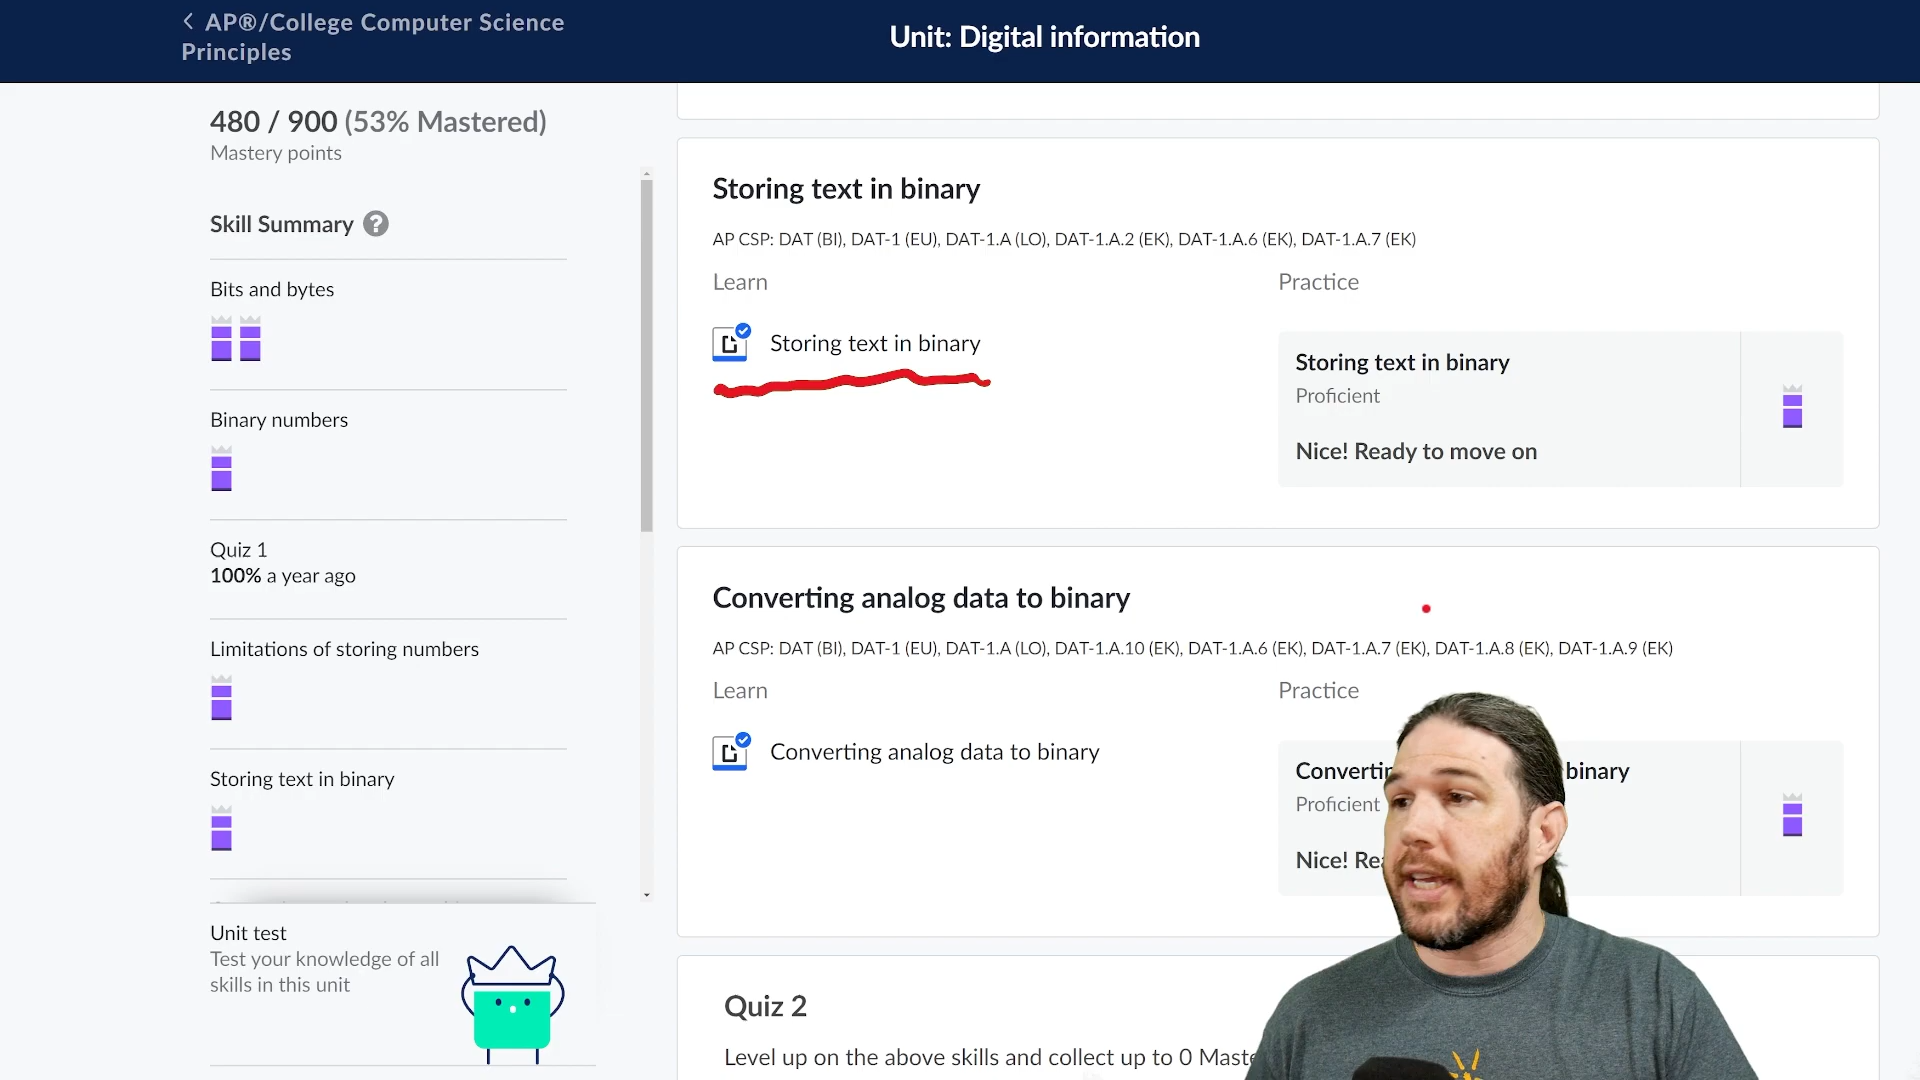 AP®/College Computer Science
Principles
Unit: Digital information
480 / 900 (53% Mastered)
Mastery points
Skill Summary ?
Bits and bytes
Binary numbers
Quiz 1
100% a year ago
Limitations of storing numbers
Storing text in binary
Unit test
Test your knowledge of all
skills in this unit
Storing text in binary
AP CSP: DAT (BI), DAT-1 (EU), DAT-1.A (LO), DAT-1.A.2 (EK), DAT-1.A.6 (EK), DAT-1.A.7 (EK)
Learn
Storing text in binary
Practice
Storing text in binary
Proficient
Nice! Ready to move on
Converting analog data to binary
AP CSP: DAT (BI), DAT-1 (EU), DAT-1.A (LO), DAT-1.A.10 (EK), DAT-1.A.6 (EK), DAT-1.A.7 (EK), DAT-1.A.8 (EK), DAT-1.A.9 (EK)
Learn
Converting analog data to binary
Practice
binary
Proficient
Nice!
Quiz 2
Level up on the above skills and collect up to 0